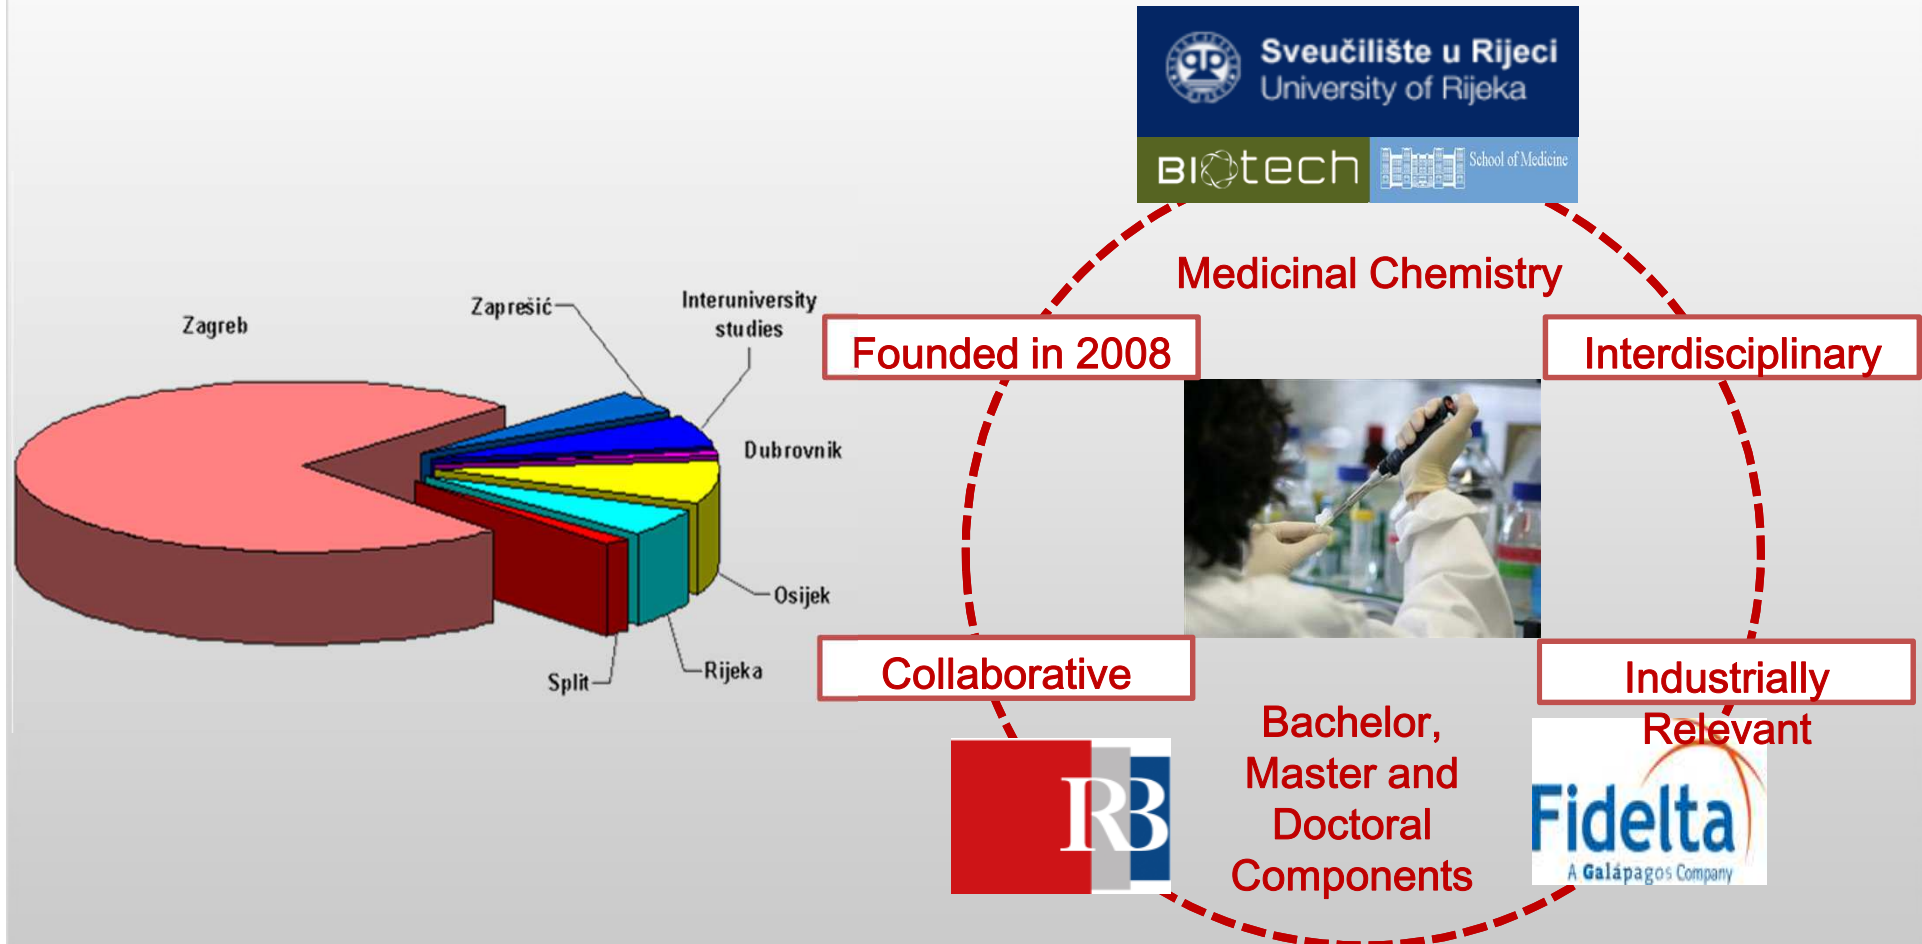 Sveučilište u Rijeci
University of Rijeka
BIOtech
School of Medicine
Medicinal Chemistry
Founded in 2008
Interdisciplinary
Zagreb
Zaprešić
Interuniversity
studies
Dubrovnik
Osijek
Rijeka
Split
Collaborative
Industrially
Relevant
Bachelor,
Master and
Doctoral
Components
IRB
Fidelta
A Galápagos Company